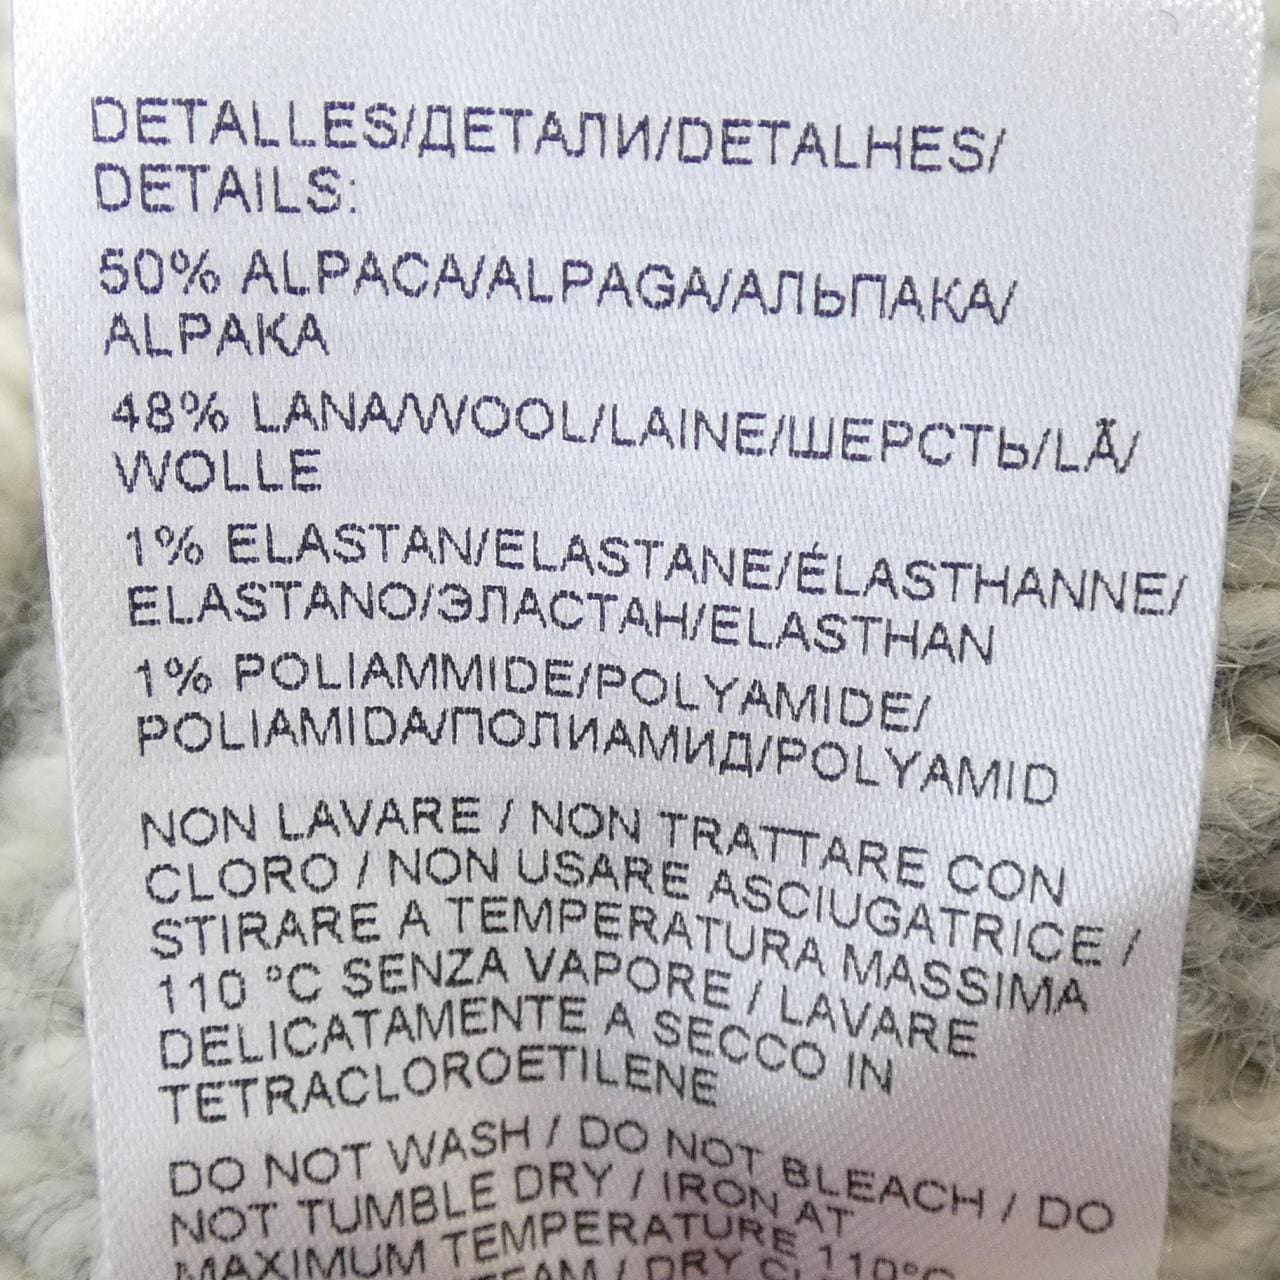 DETALLES/ДЕТАЛИ/DETALHES/
DETAILS:
50% ALPACA/ALPAGA/АЛЬПАКА/
ALPAKA
48% LANA/WOOL/LAINE/ШЕРСТЬ/LÃ/
WOLLE
1% ELASTAN/ELASTANE/ÉLASTHANNE/
ELASTANO/ЭЛАСТАН/ELASTHAN
1% POLIAMMIDE/POLYAMIDE/
POLIAMIDA/ПОЛИАМИД/POLYAMID
NON LAVARE / NON TRATTARE CON
CLORO / NON USARE ASCIUGATRICE /
STIRARE A TEMPERATURA MASSIMA
110 °C SENZA VAPORE / LAVARE
DELICATAMENTE A SECCO IN
TETRACLOROETILENE
DO NOT WASH / DO NOT BLEACH / DO
NOT TUMBLE DRY / IRON AT
MAXIMUM TEMPERATURE 110°C
/ DRY